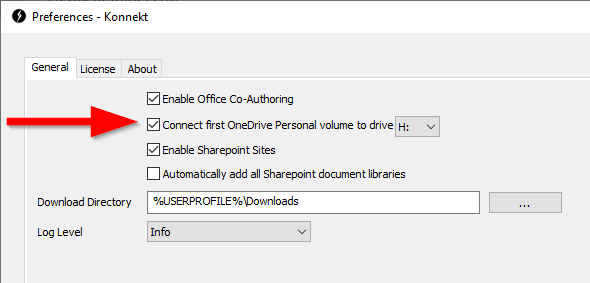 Preferences - Konnekt
General License About
Enable Office Co-Authoring
Connect first OneDrive Personal volume to drive H:
Enable Sharepoint Sites
Automatically add all Sharepoint document libraries
Download Directory %USERPROFILE%\Downloads ...
Log Level Info